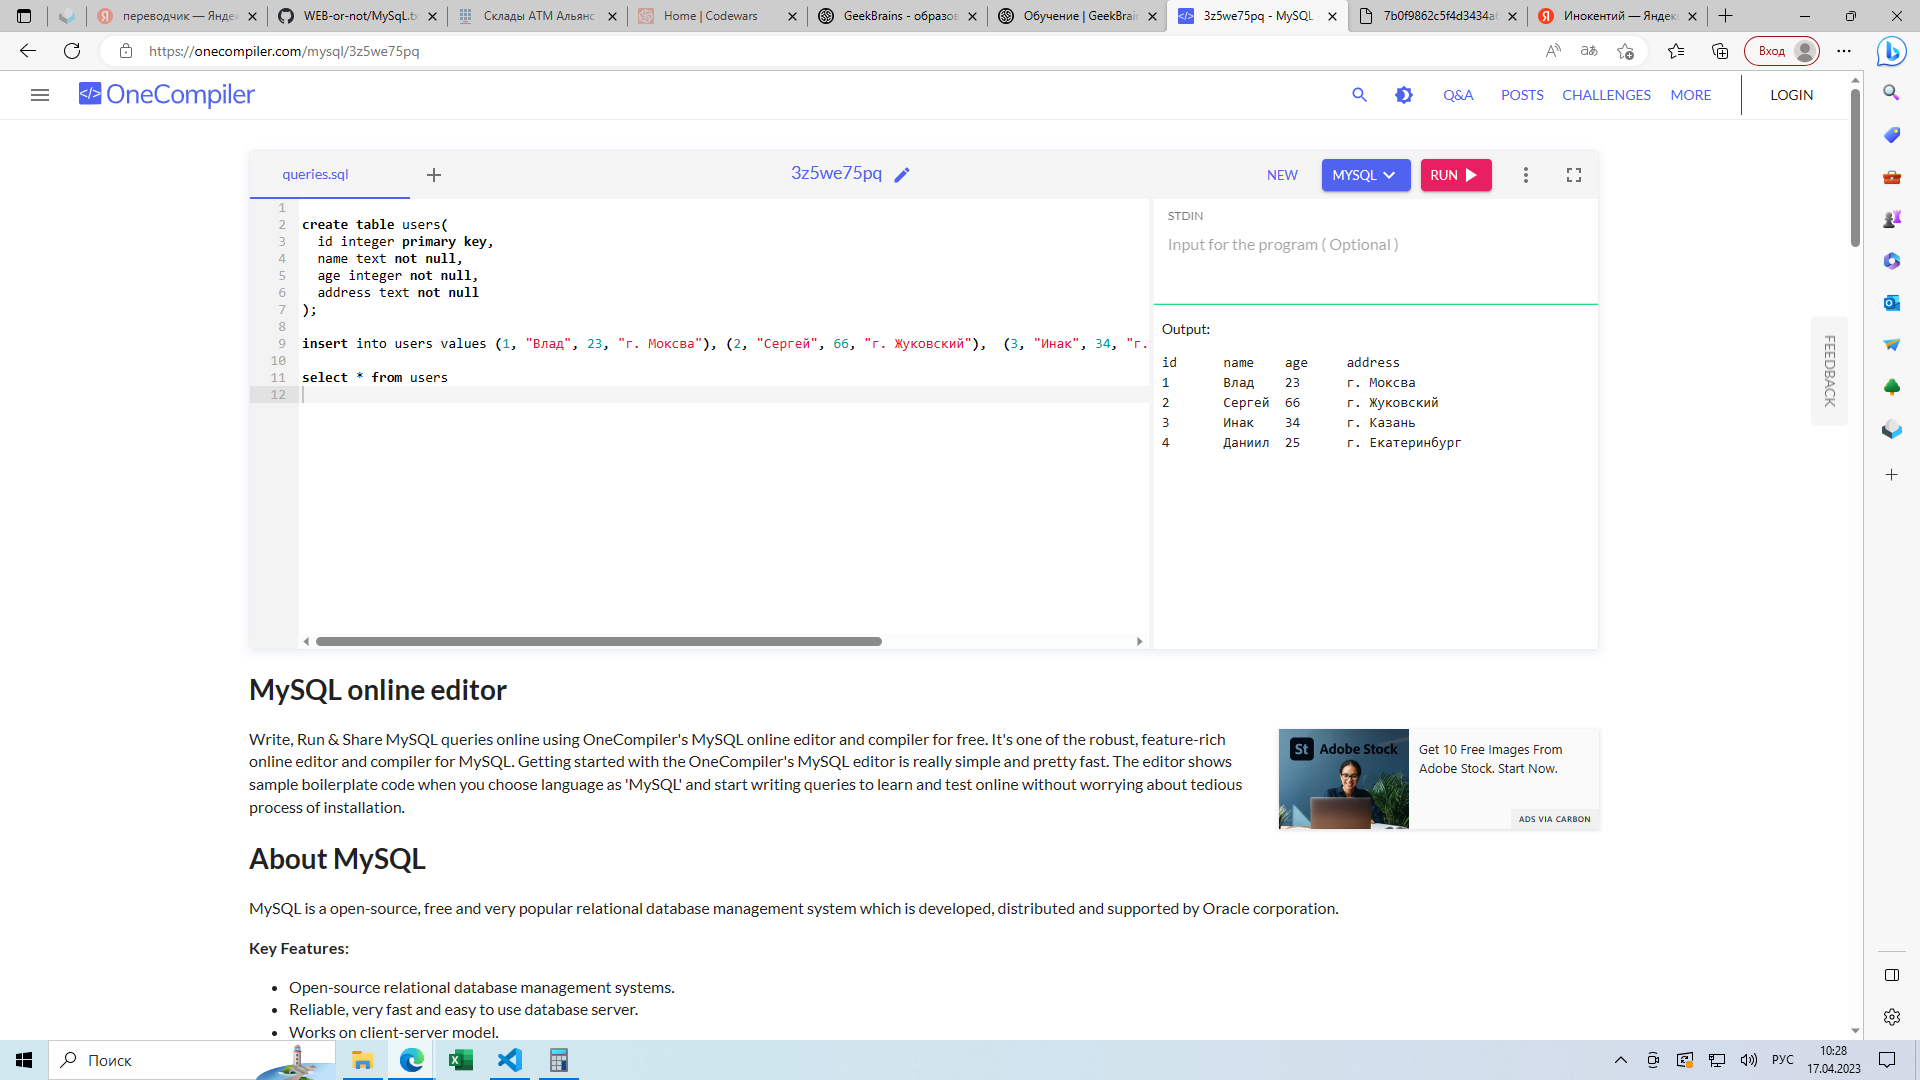 переводчик — Янде
WEB-or-not/MySqL.tx
Склады АТМ Альянс
Home | Codewars
GeekBrains - образов
Обучение | GeekBrain
3z5we75pq - MySQL
7b0f9862c5f4d3434a6
Инокентий — Яндекс
https://onecompiler.com/mysql/3z5we75pq
Вход
OneCompiler
Q&A
POSTS
CHALLENGES
MORE
LOGIN
queries.sql
3z5we75pq
NEW
MYSQL
RUN
1
2 create table users(
3 id integer primary key,
4 name text not null,
5 age integer not null,
6 address text not null
7 );
8
9 insert into users values (1, "Влад", 23, "г. Моксва"), (2, "Сергей", 66, "г. Жуковский"), (3, "Инак", 34, "г.
10
11 select * from users
12
STDIN
Input for the program ( Optional )
Output:
id name age address
1 Влад 23 г. Моксва
2 Сергей 66 г. Жуковский
3 Инак 34 г. Казань
4 Даниил 25 г. Екатеринбург
FEEDBACK
MySQL online editor
Write, Run & Share MySQL queries online using OneCompiler's MySQL online editor and compiler for free. It's one of the robust, feature-rich
online editor and compiler for MySQL. Getting started with the OneCompiler's MySQL editor is really simple and pretty fast. The editor shows
sample boilerplate code when you choose language as 'MySQL' and start writing queries to learn and test online without worrying about tedious
process of installation.
St Adobe Stock
Get 10 Free Images From
Adobe Stock. Start Now.
ADS VIA CARBON
About MySQL
MySQL is a open-source, free and very popular relational database management system which is developed, distributed and supported by Oracle corporation.
Key Features:
• Open-source relational database management systems.
• Reliable, very fast and easy to use database server.
• Works on client-server model.
Поиск
РУС
10:28
17.04.2023